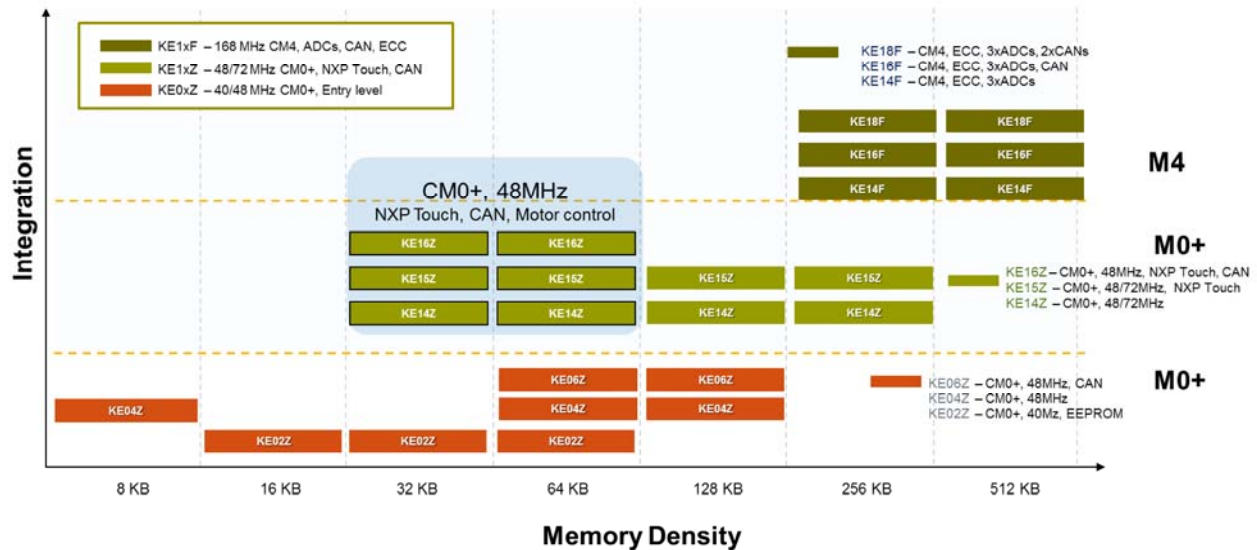 KE1xF – 168 MHz CM4, ADCs, CAN, ECC
KE1xZ – 48/72 MHz CM0+, NXP Touch, CAN
KE0xZ – 40/48 MHz CM0+, Entry level
KE18F – CM4, ECC, 3xADCs, 2xCANs
KE16F – CM4, ECC, 3xADCs, CAN
KE14F – CM4, ECC, 3xADCs
KE18F KE18F
KE16F KE16F
KE14F KE14F
M4
Integration
CM0+, 48MHz
NXP Touch, CAN, Motor control
KE16Z KE16Z
KE15Z KE15Z KE15Z KE15Z
KE14Z KE14Z KE14Z KE14Z
M0+
KE16Z – CM0+, 48MHz, NXP Touch, CAN
KE15Z – CM0+, 48/72MHz, NXP Touch
KE14Z – CM0+, 48/72MHz
KE06Z KE06Z
KE04Z KE04Z KE04Z
KE02Z KE02Z KE02Z
M0+
KE06Z – CM0+, 48MHz, CAN
KE04Z – CM0+, 48MHz
KE02Z – CM0+, 40Mz, EEPROM
8 KB 16 KB 32 KB 64 KB 128 KB 256 KB 512 KB
Memory Density